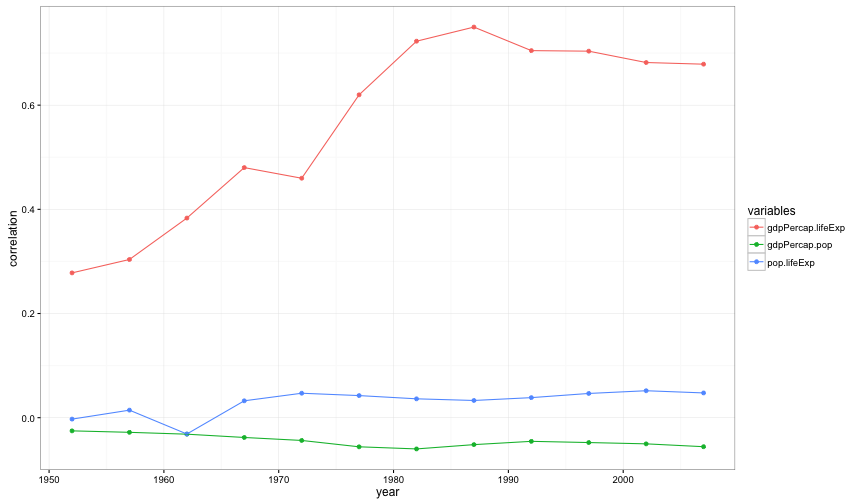 correlation
0.6
0.4
0.2
0.0
1950 1960 1970 1980 1990 2000
year
variables
gdpPercap.lifeExp
gdpPercap.pop
pop.lifeExp